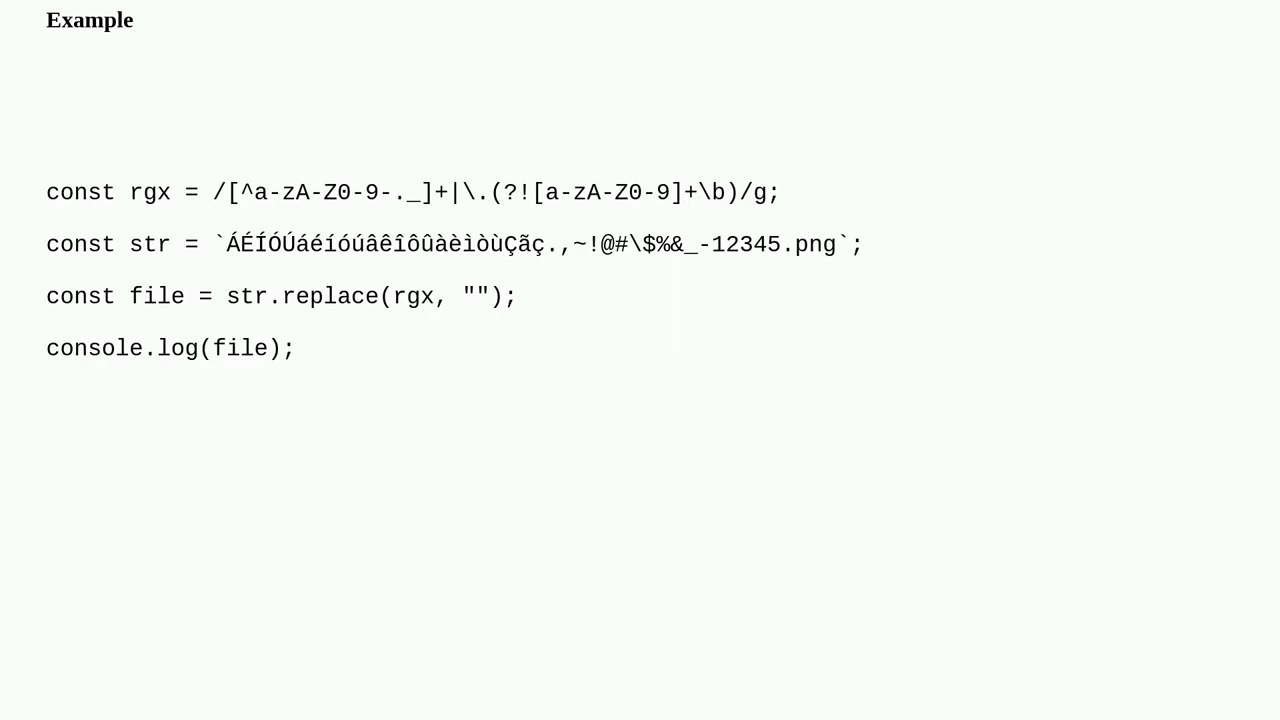 Example
const rgx = /[^a-zA-Z0-9-._]+|\.(?![a-zA-Z0-9]+\b)/g;
const str = `ÁÉÍÓÚáéíóúâêîôûàèìòùÇãç.,~!@#\$%&_-12345.png`;
const file = str.replace(rgx, "");
console.log(file);